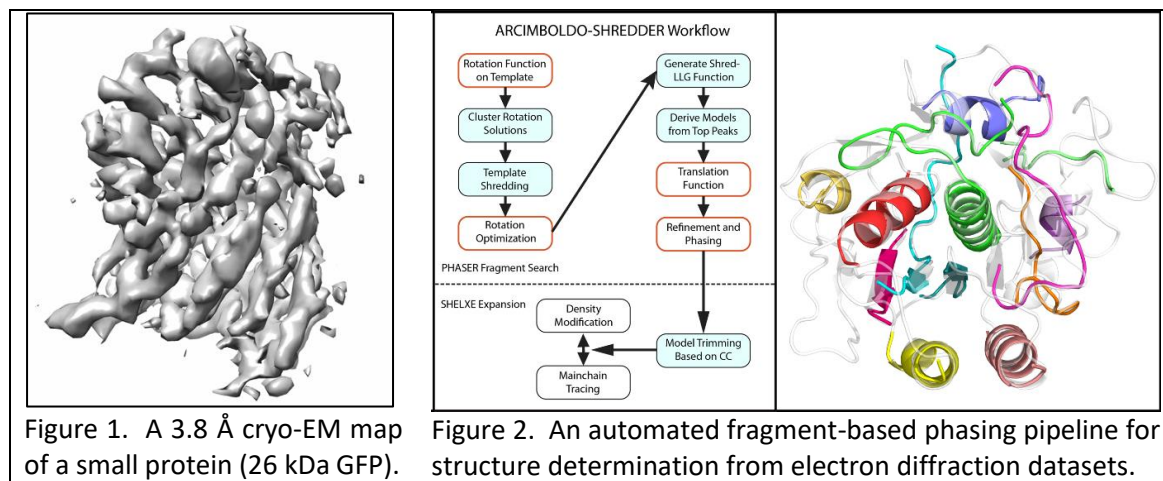 ARCIMBOLDO-SHREDDER Workflow
Rotation Function
on Template
Cluster Rotation
Solutions
Template
Shredding
Rotation
Optimization
PHASER Fragment Search
Generate Shred-
LLG Function
Derive Models
from Top Peaks
Translation
Function
Refinement and
Phasing
SHELXE Expansion
Density
Modification
Mainchain
Tracing
Model Trimming
Based on CC
Figure 1. A 3.8 Å cryo-EM map
of a small protein (26 kDa GFP).
Figure 2. An automated fragment-based phasing pipeline for
structure determination from electron diffraction datasets.